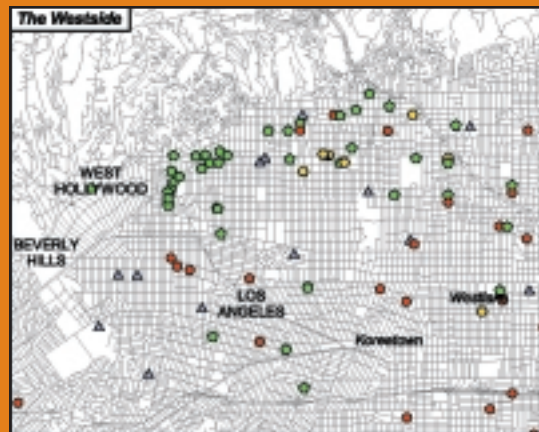 The Westside
WEST
HOLLYWOOD
BEVERLY
HILLS
LOS
ANGELES
Koreatown